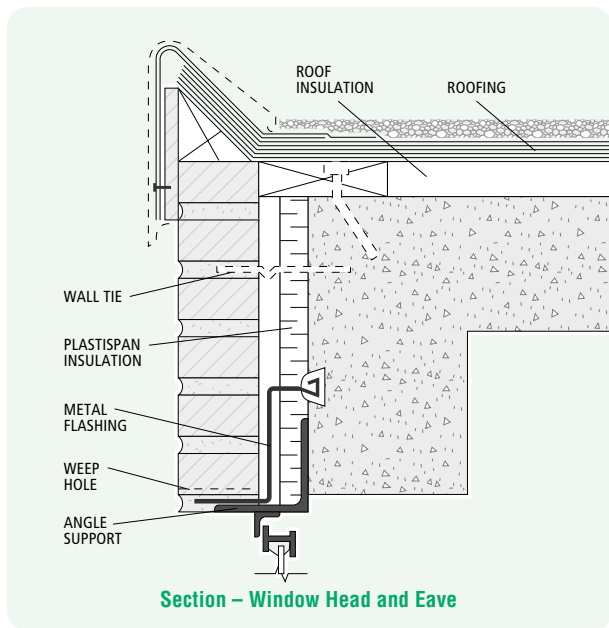 ROOF
INSULATION
ROOFING
WALL TIE
PLASTISPAN
INSULATION
METAL
FLASHING
WEEP
HOLE
ANGLE
SUPPORT
Section – Window Head and Eave